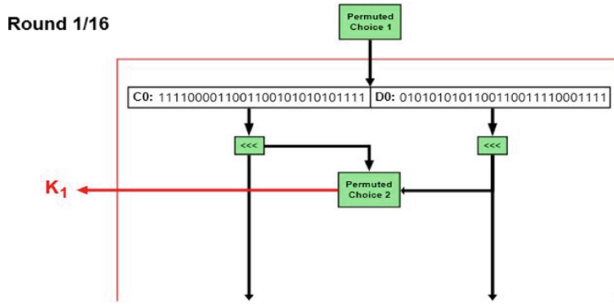 Round 1/16
Permuted
Choice 1
C0: 1111000011001100101010101111 D0: 0101010101100110011110001111
<<< <<<
K1
Permuted
Choice 2